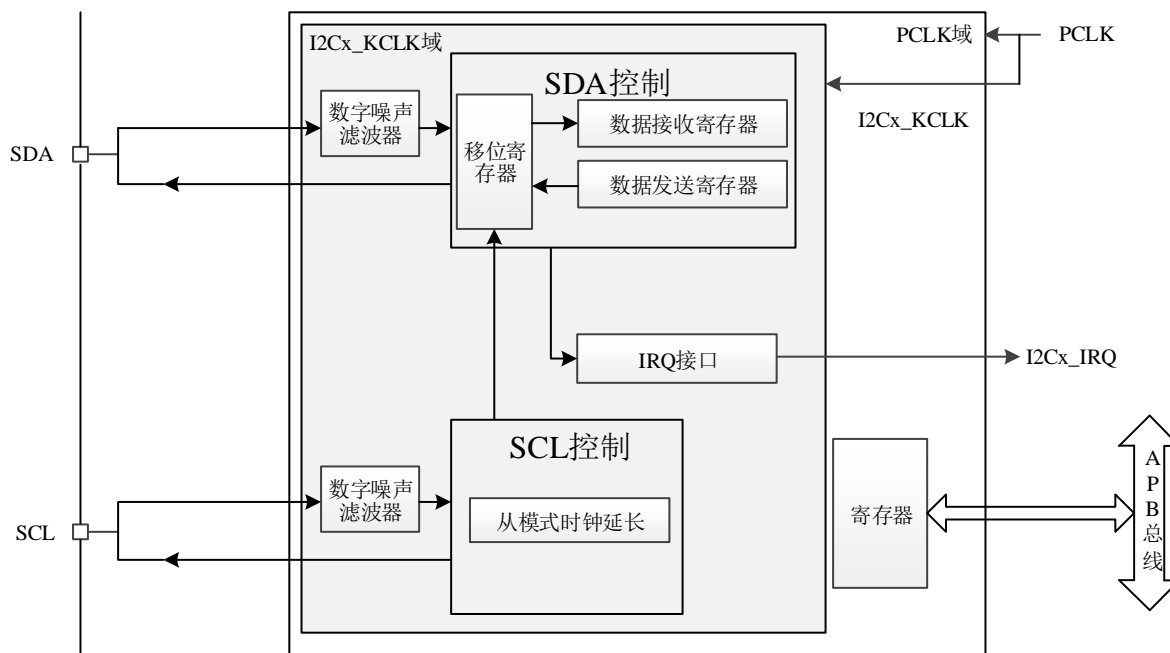 I2Cx_KCLK域
PCLK域
PCLK
SDA控制
I2Cx_KCLK
数字噪声
滤波器
移位寄
存器
数据接收寄存器
数据发送寄存器
SDA
IRQ接口
I2Cx_IRQ
SCL控制
数字噪声
滤波器
从模式时钟延长
SCL
寄存器
APB总线